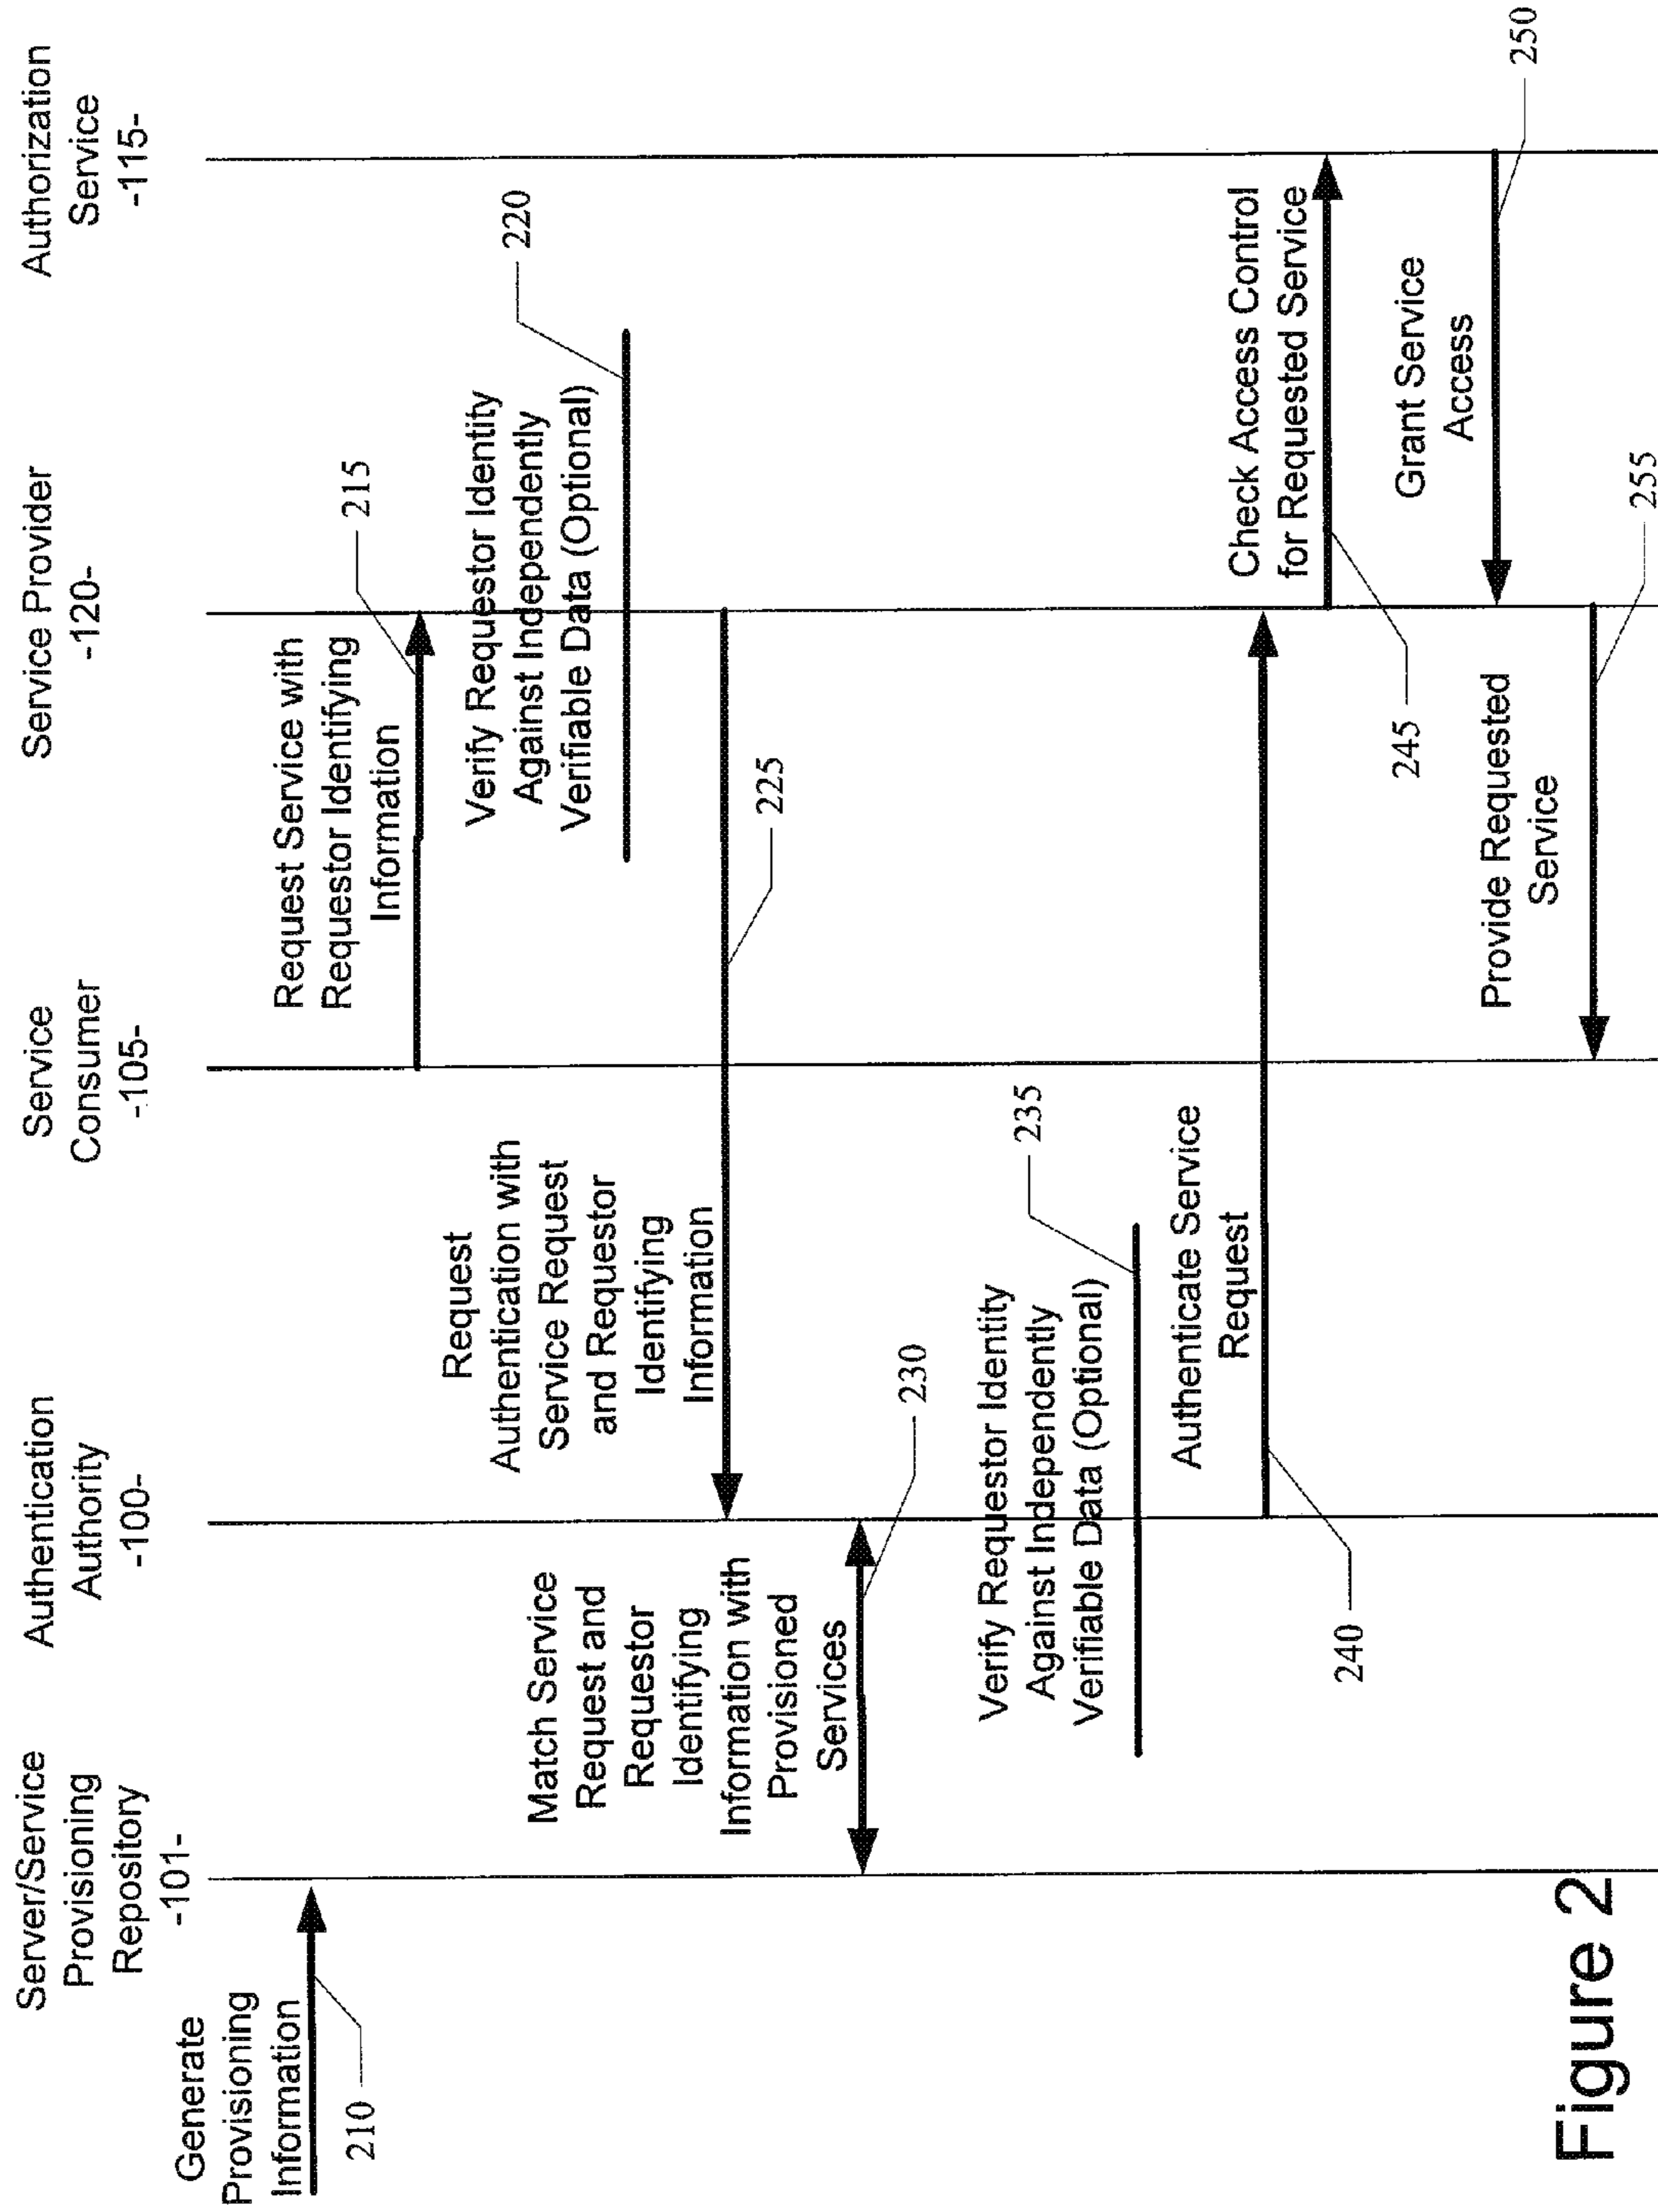 Server/Service
Provisioning
Repository
-101-
Authentication
Authority
-100-
Service
Consumer
-105-
Service Provider
-120-
Authorization
Service
-115-
Generate
Provisioning
Information
210
Request Service with
Requestor Identifying
Information
215
Verify Requestor Identity
Against Independently
Verifiable Data (Optional)
220
Request
Authentication with
Service Request
and Requestor
Identifying
Information
225
Match Service
Request and
Requestor
Identifying
Information with
Provisioned
Services
230
Verify Requestor Identity
Against Independently
Verifiable Data (Optional)
235
Authenticate Service
Request
240
Check Access Control
for Requested Service
245
Grant Service
Access
250
Provide Requested
Service
255
Figure 2